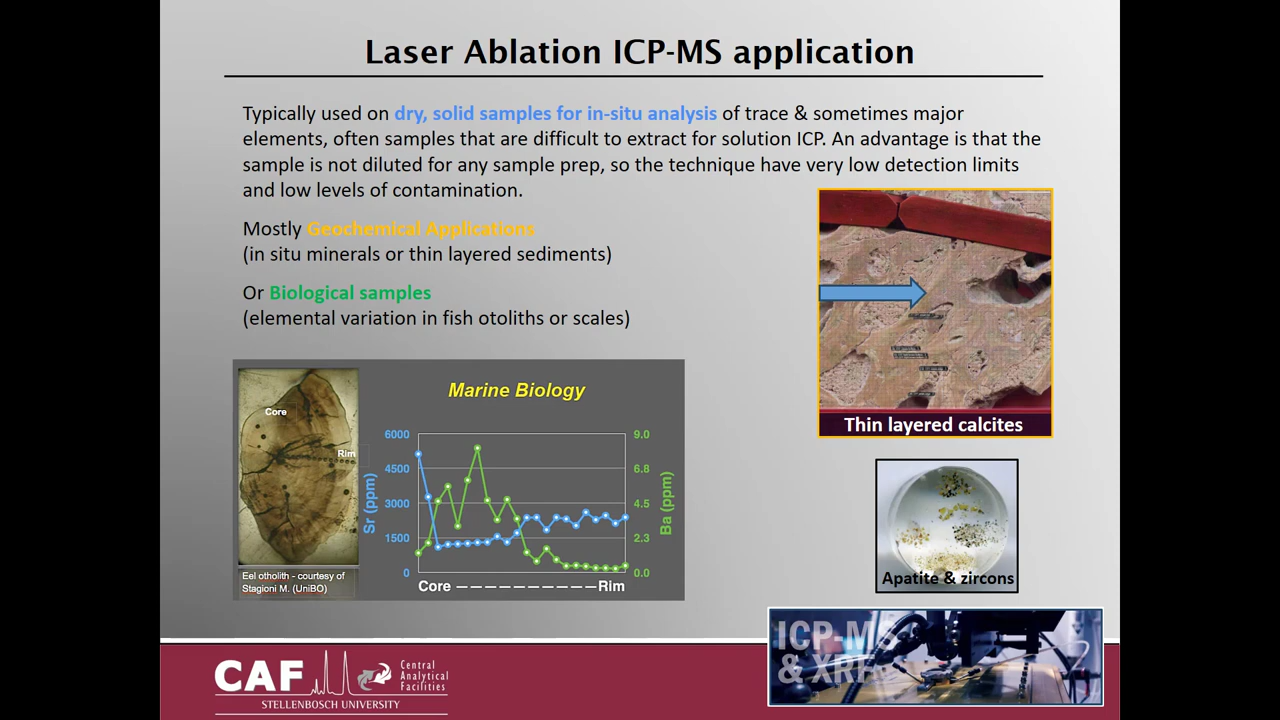 Laser Ablation ICP-MS application
Typically used on dry, solid samples for in-situ analysis of trace & sometimes major
elements, often samples that are difficult to extract for solution ICP. An advantage is that the
sample is not diluted for any sample prep, so the technique have very low detection limits
and low levels of contamination.
Mostly Geochemical Applications
(in situ minerals or thin layered sediments)
Or Biological samples
(elemental variation in fish otoliths or scales)
Thin layered calcites
Core
Rim
Eel otholith - courtesy of
Stagioni M. (UniBO)
Marine Biology
6000
4500
3000
1500
0
Sr (ppm)
9.0
6.8
4.5
2.3
0.0
Ba (ppm)
Core
Rim
Apatite & zircons
ICP-MS
& XRF
CAF
Central
Analytical
Facilities
STELLENBOSCH UNIVERSITY